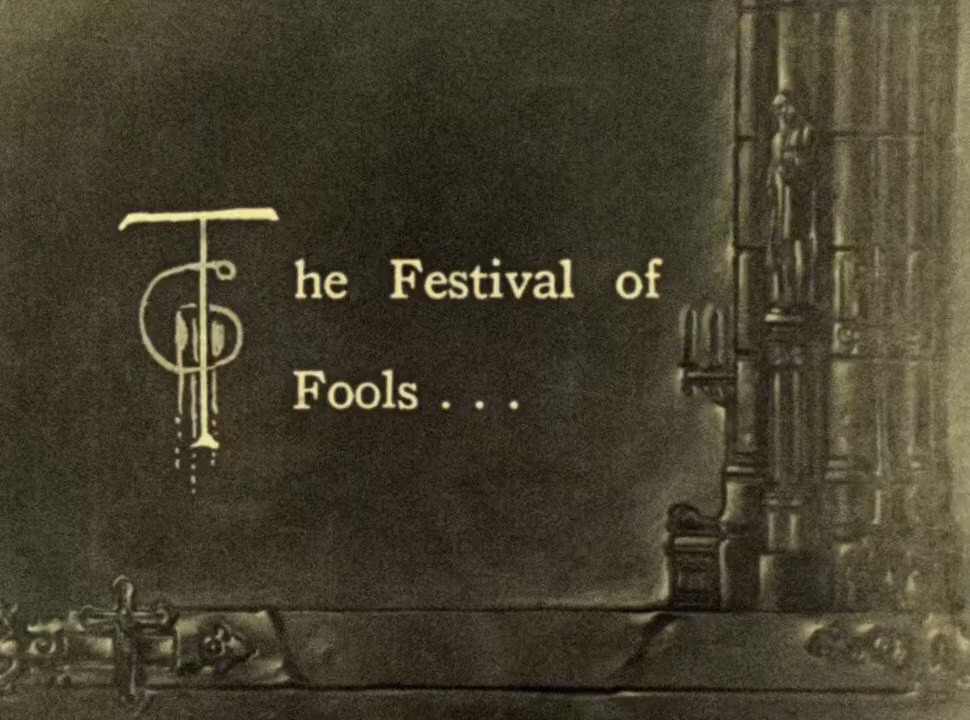 The Festival of
Fools . . .